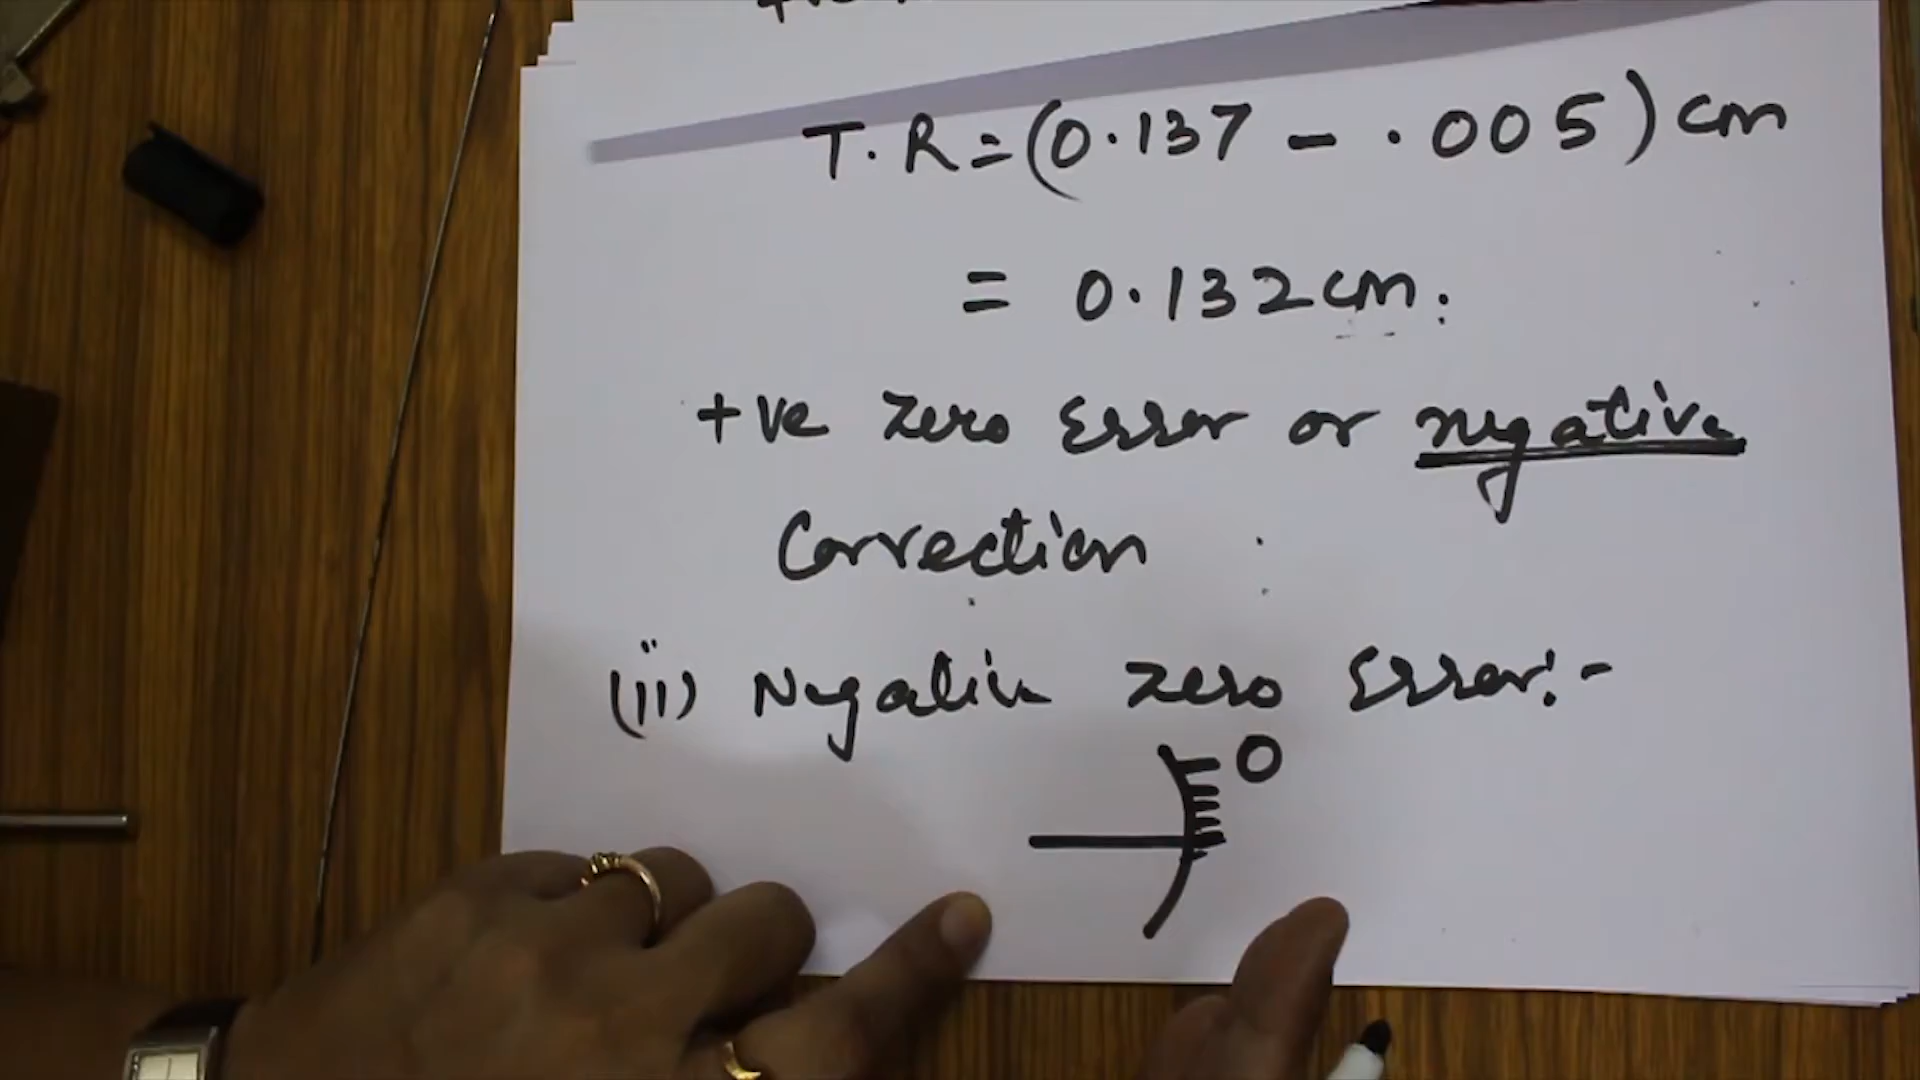 T.R = (0.137 - .005) cm
= 0.132 cm.
+ve zero Error or negative
Correction
(ii) Negative zero Error:-
0